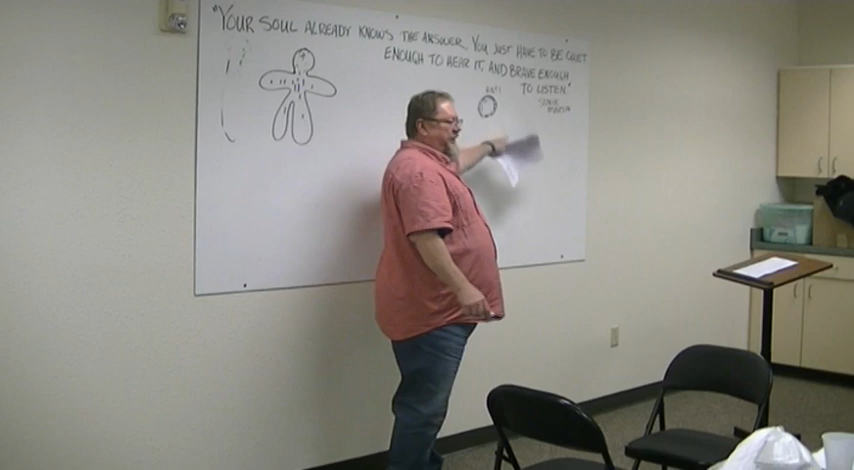 "YOUR SOUL ALREADY KNOWS THE ANSWER. YOU JUST HAVE TO BE QUIET
ENOUGH TO HEAR IT, AND BRAVE ENOUGH
TO LISTEN."